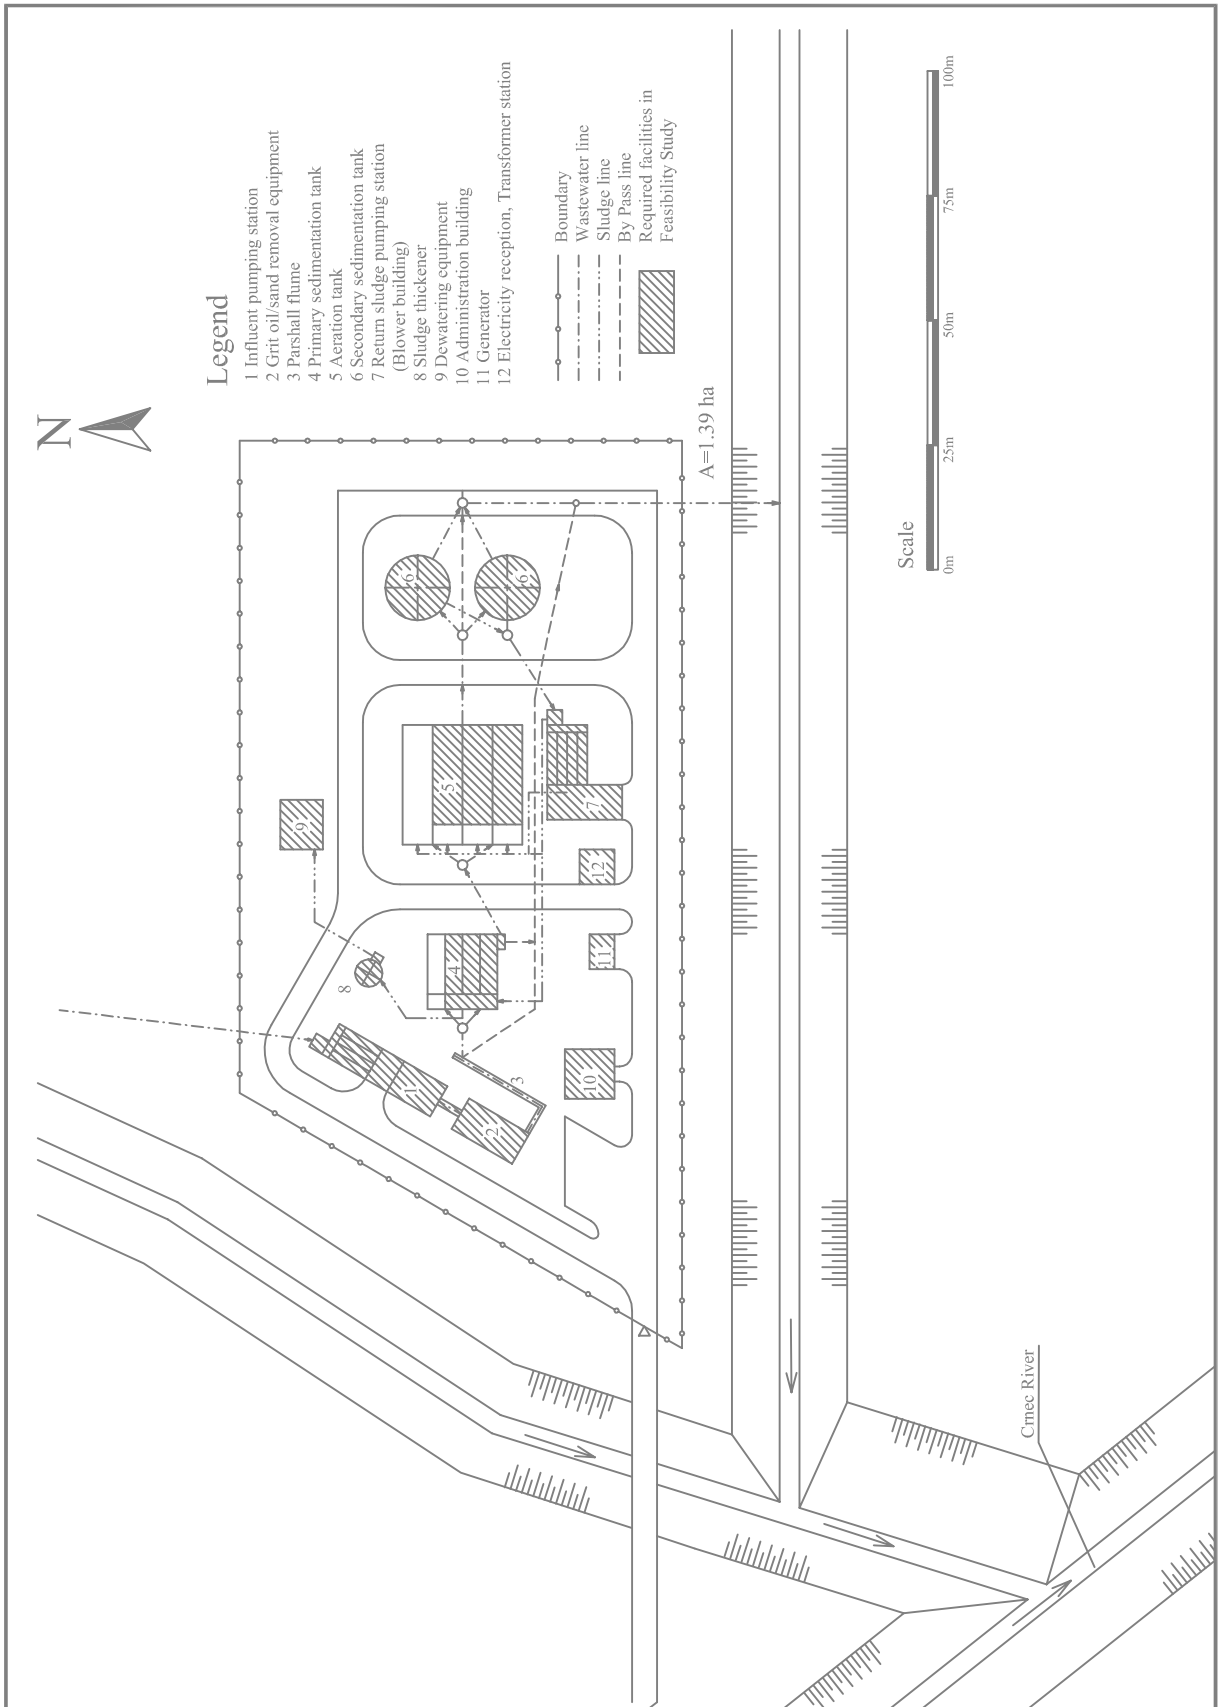 N
Legend
1 Influent pumping station
2 Grit oil/sand removal equipment
3 Parshall flume
4 Primary sedimentation tank
5 Aeration tank
6 Secondary sedimentation tank
7 Return sludge pumping station
(Blower building)
8 Sludge thickener
9 Dewatering equipment
10 Administration building
11 Generator
12 Electricity reception, Transformer station
Boundary
Wastewater line
Sludge line
By Pass line
Required facilities in
Feasibility Study
A=1.39 ha
9
8
6
6
5
4
7
12
11
10
1
2
3
Scale
0m
25m
50m
75m
100m
Crnec River